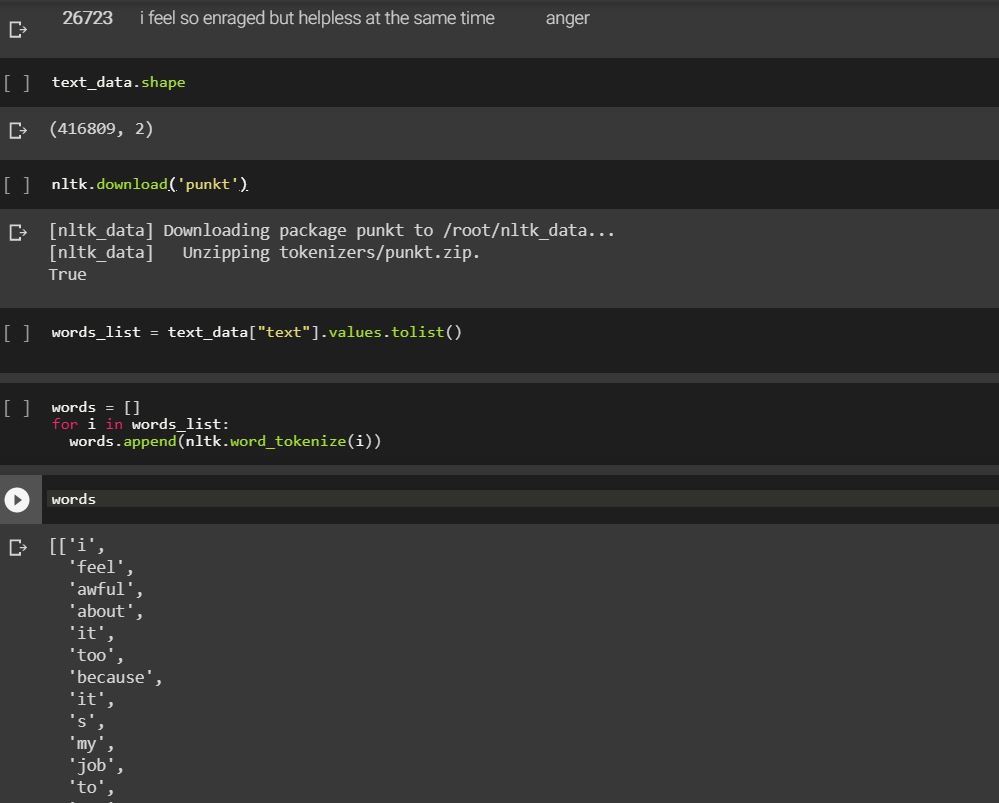 26723 i feel so enraged but helpless at the same time anger
[ ] text_data.shape
(416809, 2)
[ ] nltk.download('punkt')
[nltk_data] Downloading package punkt to /root/nltk_data...
[nltk_data]   Unzipping tokenizers/punkt.zip.
True
[ ] words_list = text_data["text"].values.tolist()
[ ] words = []
for i in words_list:
  words.append(nltk.word_tokenize(i))
words
[['i',
  'feel',
  'awful',
  'about',
  'it',
  'too',
  'because',
  'it',
  's',
  'my',
  'job',
  'to',